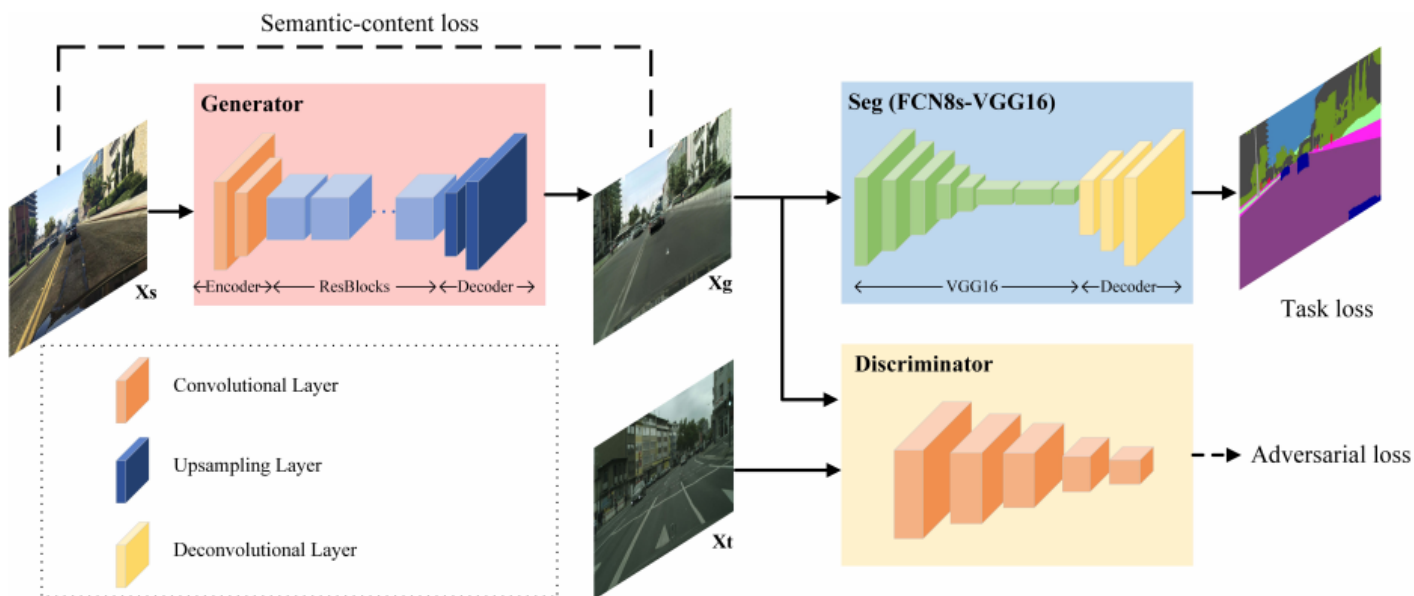 Semantic-content loss
Generator
Encoder
ResBlocks
Decoder
Xs
Xg
Seg (FCN8s-VGG16)
VGG16
Decoder
Task loss
Convolutional Layer
Upsampling Layer
Deconvolutional Layer
Xt
Discriminator
Adversarial loss